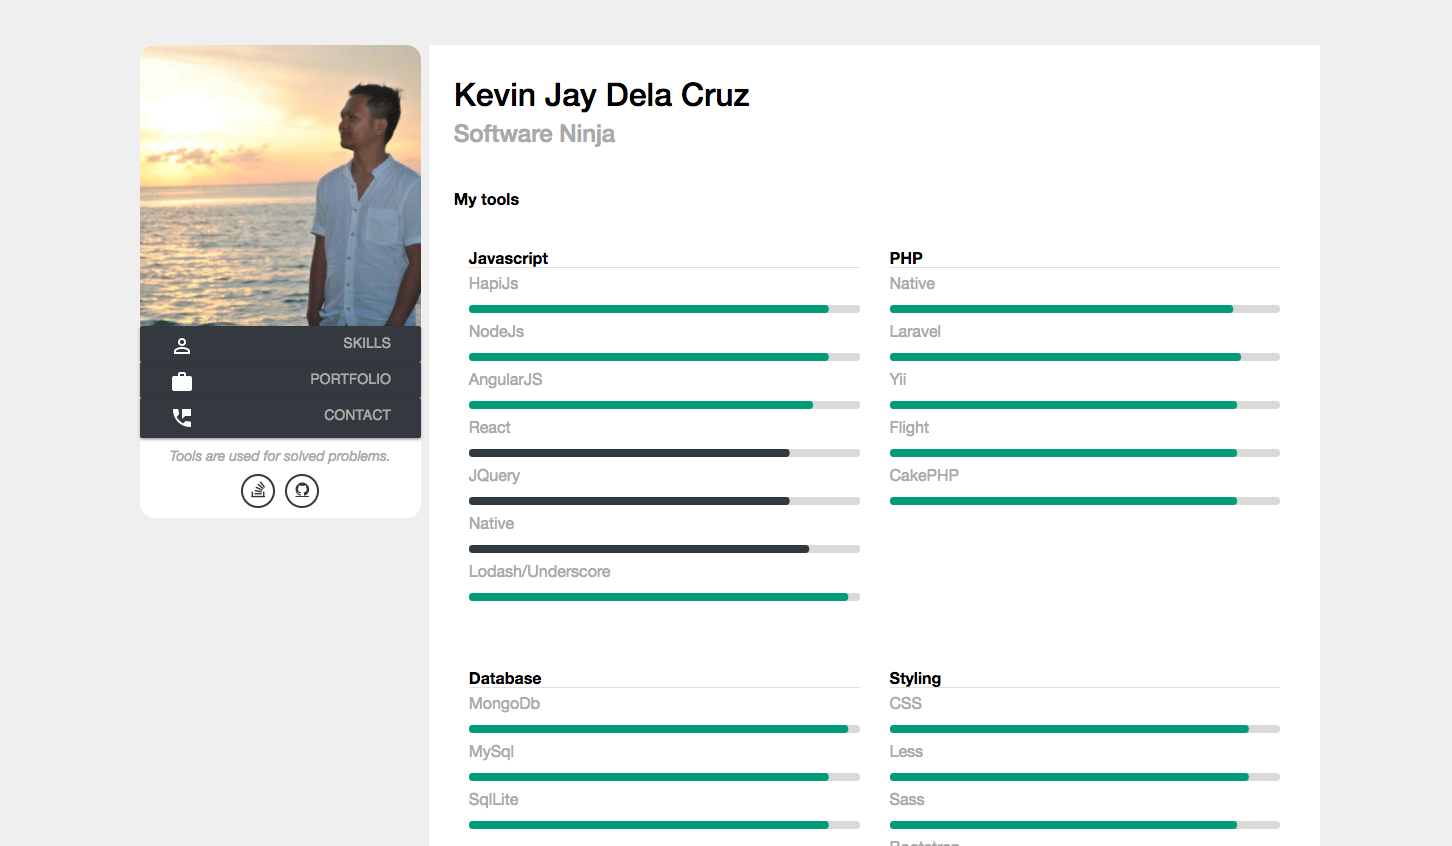 SKILLS
PORTFOLIO
CONTACT
Tools are used for solved problems.
Kevin Jay Dela Cruz
Software Ninja
My tools
Javascript
HapiJs
NodeJs
AngularJS
React
JQuery
Native
Lodash/Underscore
PHP
Native
Laravel
Yii
Flight
CakePHP
Database
MongoDb
MySql
SqlLite
Styling
CSS
Less
Sass
Bootstrap